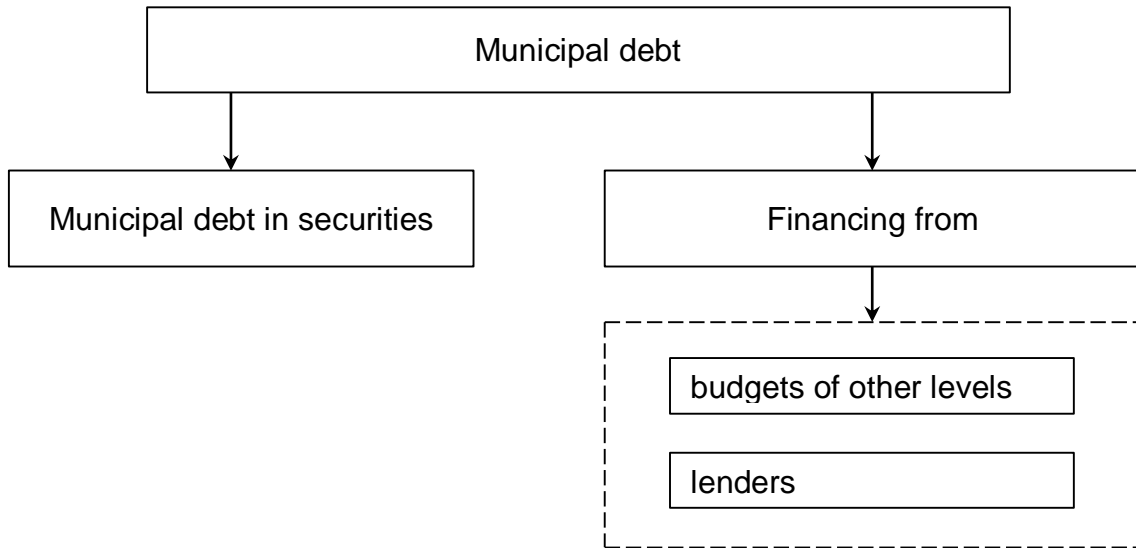 Municipal debt
Municipal debt in securities
Financing from
budgets of other levels
lenders